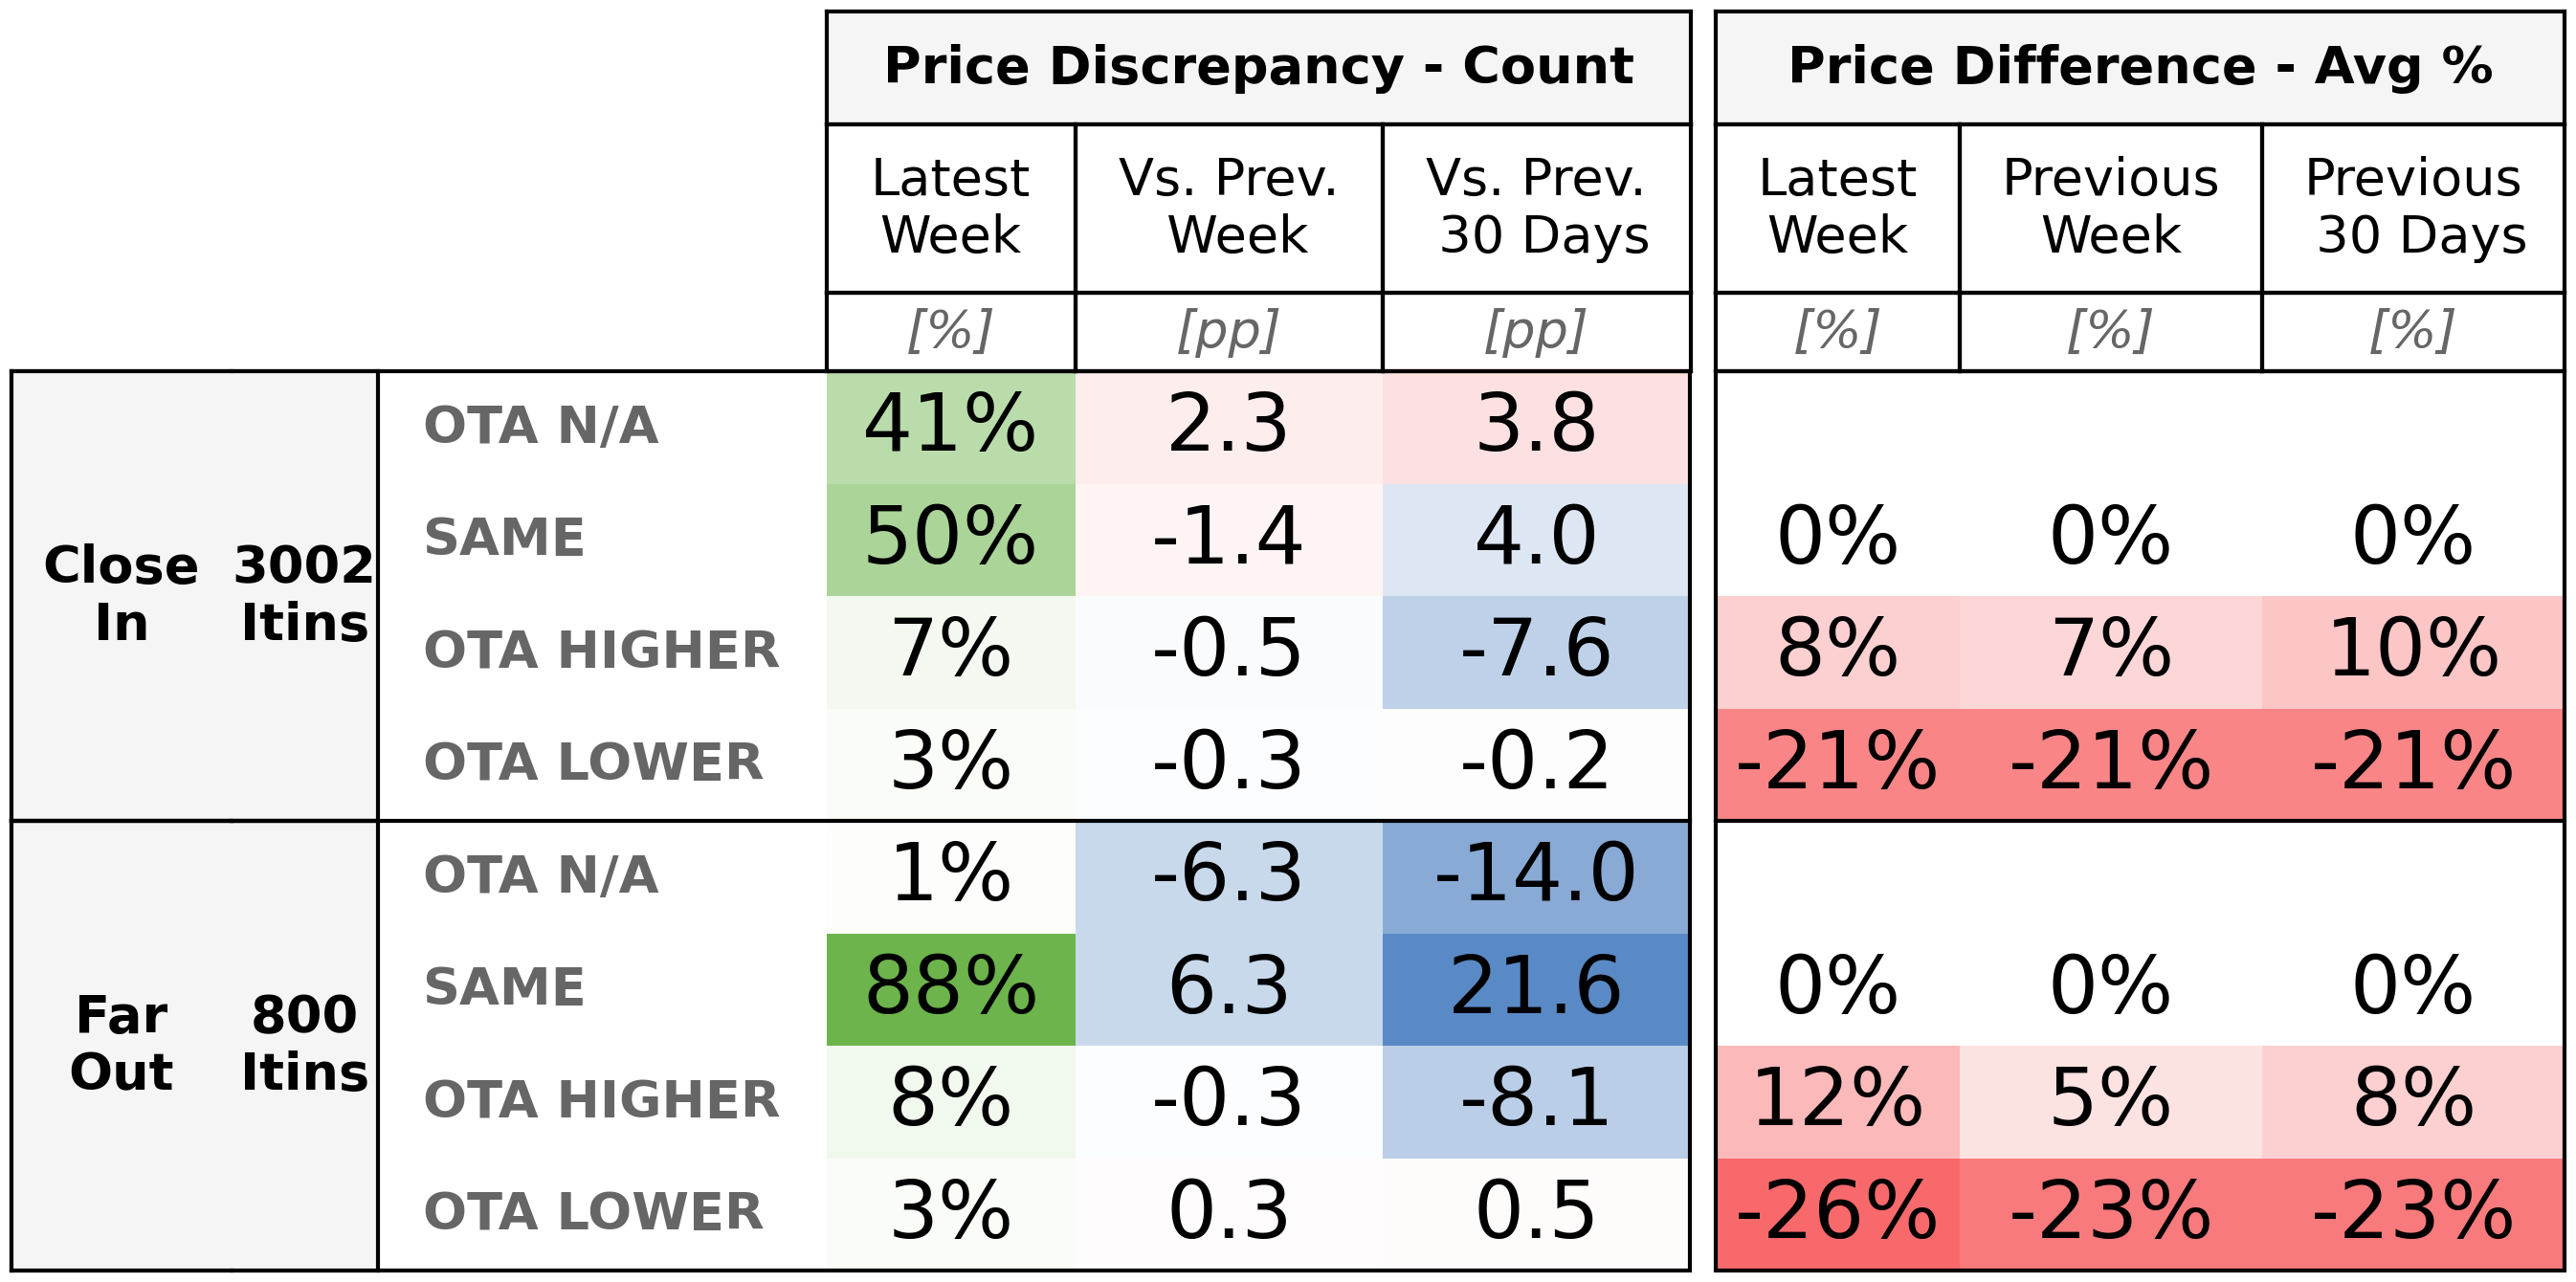 Price Discrepancy - Count Price Difference - Avg %
Latest Vs. Prev. Vs. Prev. Latest Previous Previous
Week Week 30 Days Week Week 30 Days
[%] [pp] [pp] [%] [%] [%]
OTA N/A 41% 2.3 3.8
SAME 50% -1.4 4.0 0% 0% 0%
Close 3002
In Itins
OTA HIGHER 7% -0.5 -7.6 8% 7% 10%
OTA LOWER 3% -0.3 -0.2 -21% -21% -21%
OTA N/A 1% -6.3 -14.0
SAME 88% 6.3 21.6 0% 0% 0%
Far 800
Out Itins
OTA HIGHER 8% -0.3 -8.1 12% 5% 8%
OTA LOWER 3% 0.3 0.5 -26% -23% -23%